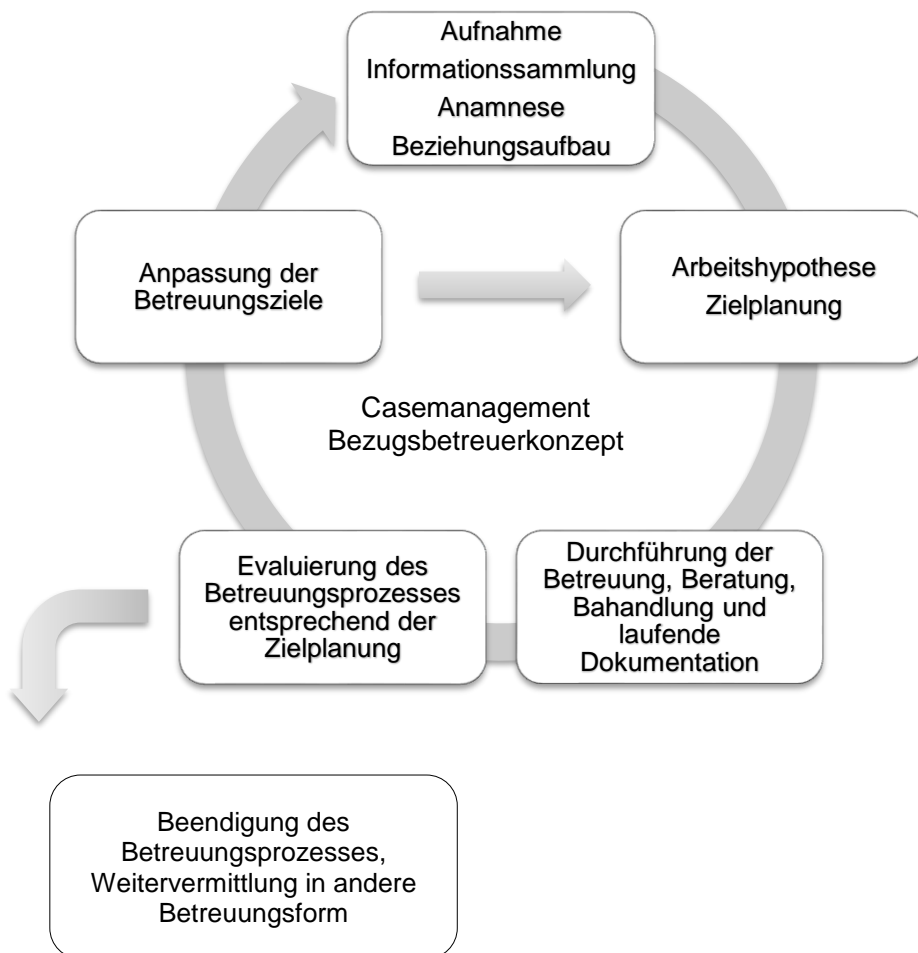 Aufnahme
Informationssammlung
Anamnese
Beziehungsaufbau
Anpassung der
Betreuungsziele
Arbeitshypothese
Zielplanung
Casemanagement
Bezugsbetreuerkonzept
Evaluierung des
Betreuungsprozesses
entsprechend der
Zielplanung
Durchführung der
Betreuung, Beratung,
Bahandlung und
laufende
Dokumentation
Beendigung des
Betreuungsprozesses,
Weitervermittlung in andere
Betreuungsform